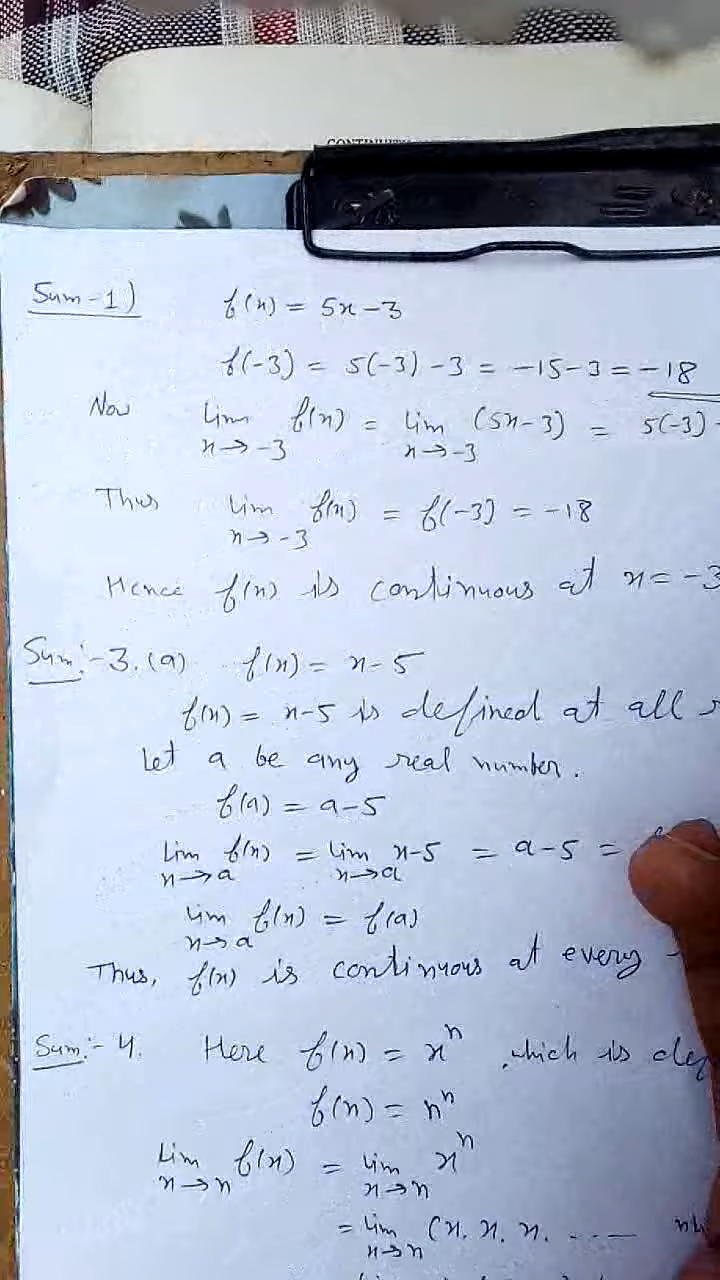 Sum-1) f(x) = 5x-3
f(-3) = 5(-3) -3 = -15-3 = -18
Now lim x→-3 f(x) = lim x→-3 (5x-3) = 5(-3)
Thus lim x→-3 f(x) = f(-3) = -18
Hence f(x) is continuous at x = -3
Sum:-3. (a) f(x) = x-5
f(x) = x-5 is defined at all
Let a be any real number.
f(a) = a-5
lim x→a f(x) = lim x→a x-5 = a-5 =
lim x→a f(x) = f(a)
Thus, f(x) is continuous at every
Sum:- 4. Here f(x) = x^n, which is
f(n) = n^n
lim x→n f(x) = lim x→n x^n
= lim x→n (x. x. x. ...